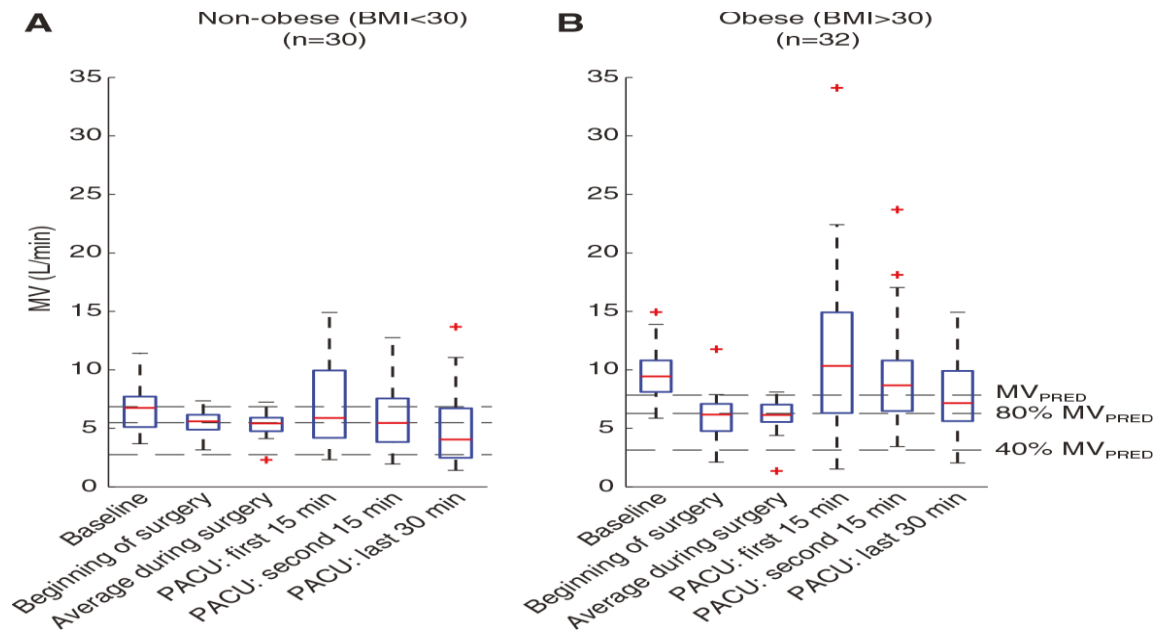 A
Non-obese (BMI<30)
(n=30)
B
Obese (BMI>30)
(n=32)
MV (L/min)
35
30
25
20
15
10
5
0
Baseline
Beginning of surgery
Average during surgery
PACU: first 15 min
PACU: second 15 min
PACU: last 30 min
35
30
25
20
15
10
5
0
MVPRED
80% MVPRED
40% MVPRED
Baseline
Beginning of surgery
Average during surgery
PACU: first 15 min
PACU: second 15 min
PACU: last 30 min